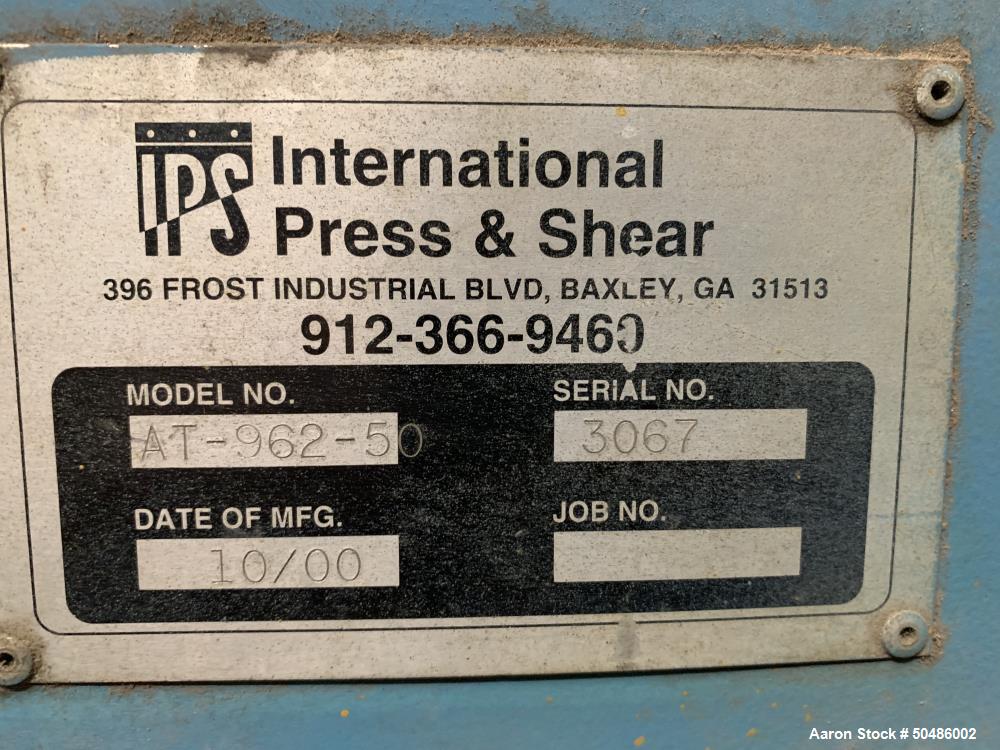 IPS International
Press & Shear
396 FROST INDUSTRIAL BLVD, BAXLEY, GA 31513
912-366-9460
MODEL NO. SERIAL NO.
AT-962-50 3067
DATE OF MFG. JOB NO.
10/00
Aaron Stock # 50486002